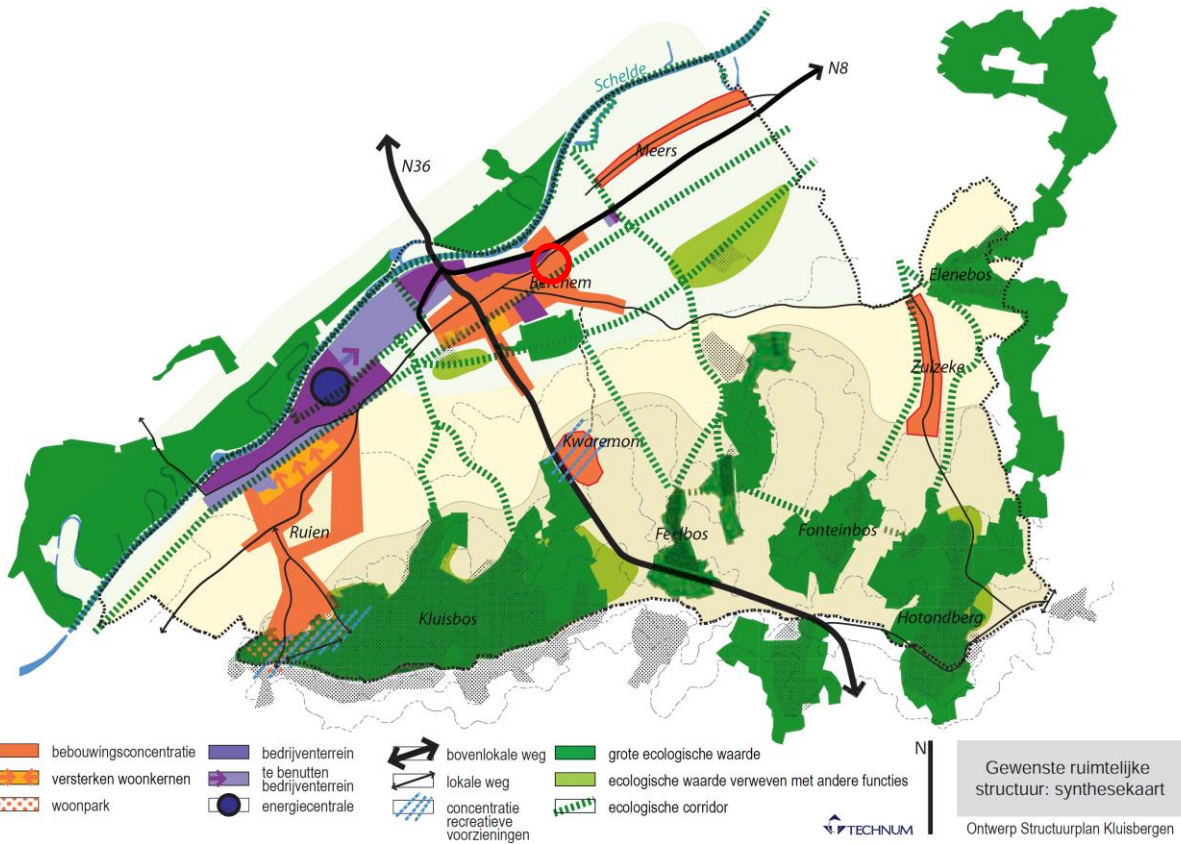 Schelde
N8
N36
Meers
Berchem
Elenebos
Zulzeke
Kwaremont
Ruien
Feelbos
Fonteinbos
Kluisbos
Hotondberg
bebouwingsconcentratie
versterken woonkernen
woonpark
bedrijventerrein
te benutten
bedrijventerrein
energiecentrale
bovenlokale weg
lokale weg
concentratie
recreatieve
voorzieningen
grote ecologische waarde
ecologische waarde verweven met andere functies
ecologische corridor
TECHNUM
N
Gewenste ruimtelijke
structuur: synthesekaart
Ontwerp Structuurplan Kluisbergen